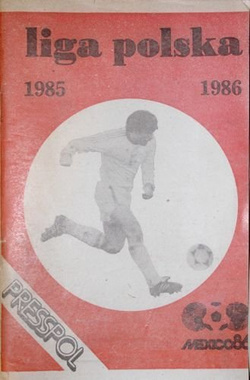 liga polska
1985 1986
PRESSPOL
MEXICO86